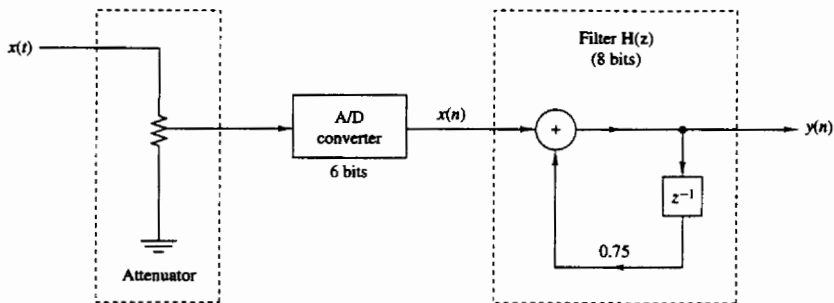 Filter H(z)
(8 bits)
x(t)
A/D
converter
x(n)
+
y(n)
6 bits
z⁻¹
0.75
Attenuator